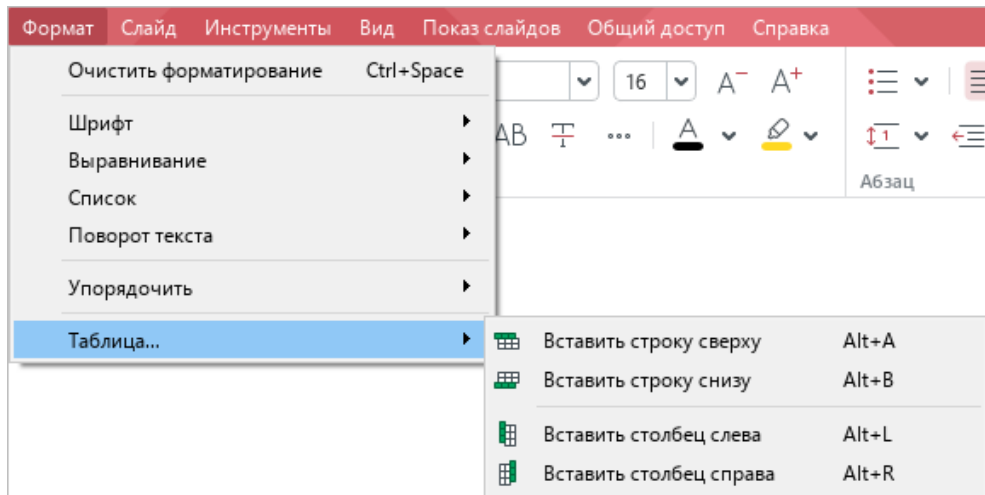 Формат Слайд Инструменты Вид Показ слайдов Общий доступ Справка
Очистить форматирование Ctrl+Space
16 A⁻ A⁺
Шрифт
AB T ••• A
Выравнивание
Абзац
Список
Поворот текста
Упорядочить
Таблица...
Вставить строку сверху Alt+A
Вставить строку снизу Alt+B
Вставить столбец слева Alt+L
Вставить столбец справа Alt+R